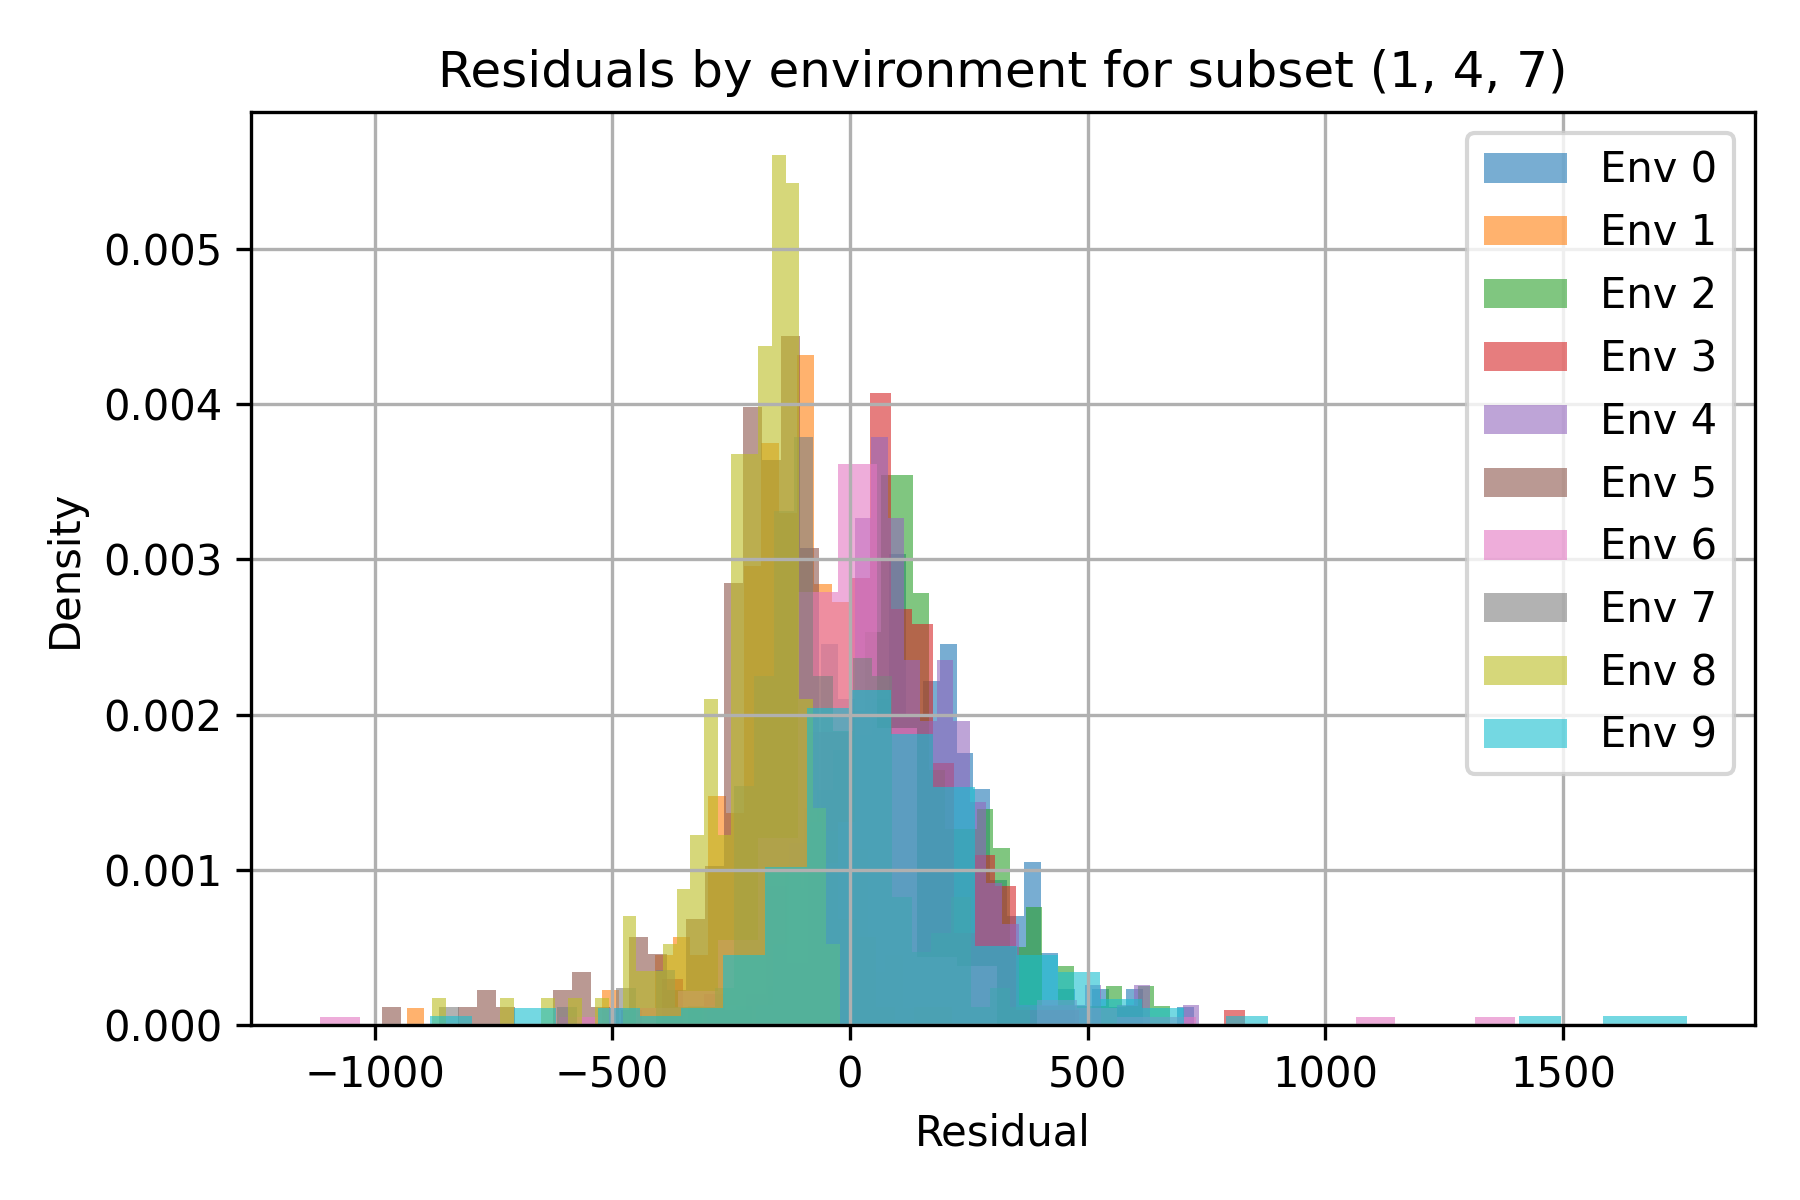 Residuals by environment for subset (1, 4, 7)
Env 0
Env 1
Env 2
Env 3
Env 4
Env 5
Env 6
Env 7
Env 8
Env 9
Density
0.005
0.004
0.003
0.002
0.001
0.000
−1000 −500 0 500 1000 1500
Residual